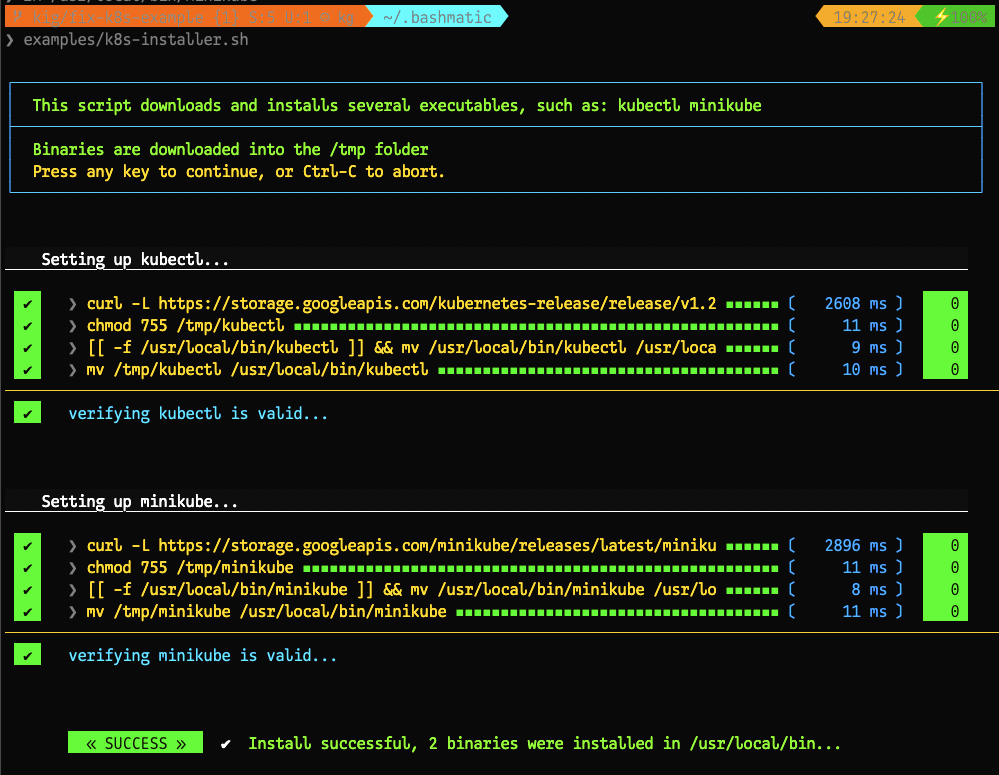 ~/.bashmatic 19:27:24 ⚡100%
❯ examples/k8s-installer.sh
This script downloads and installs several executables, such as: kubectl minikube
Binaries are downloaded into the /tmp folder
Press any key to continue, or Ctrl-C to abort.
Setting up kubectl...
✔ ❯ curl -L https://storage.googleapis.com/kubernetes-release/release/v1.2 ■■■■■■ ( 2608 ms ) 0
✔ ❯ chmod 755 /tmp/kubectl ■■■■■■■■■■■■■■■■■■■■■■■■■■■■■■■■■■■■■■■■■■■■■■■■■■■■■■ ( 11 ms ) 0
✔ ❯ [[ -f /usr/local/bin/kubectl ]] && mv /usr/local/bin/kubectl /usr/loca ■■■■■■ ( 9 ms ) 0
✔ ❯ mv /tmp/kubectl /usr/local/bin/kubectl ■■■■■■■■■■■■■■■■■■■■■■■■■■■■■■■■■■■■■■ ( 10 ms ) 0
✔ verifying kubectl is valid...
Setting up minikube...
✔ ❯ curl -L https://storage.googleapis.com/minikube/releases/latest/miniku ■■■■■■ ( 2896 ms ) 0
✔ ❯ chmod 755 /tmp/minikube ■■■■■■■■■■■■■■■■■■■■■■■■■■■■■■■■■■■■■■■■■■■■■■■■■■■■■ ( 11 ms ) 0
✔ ❯ [[ -f /usr/local/bin/minikube ]] && mv /usr/local/bin/minikube /usr/lo ■■■■■■ ( 8 ms ) 0
✔ ❯ mv /tmp/minikube /usr/local/bin/minikube ■■■■■■■■■■■■■■■■■■■■■■■■■■■■■■■■■■■■ ( 11 ms ) 0
✔ verifying minikube is valid...
« SUCCESS » ✔ Install successful, 2 binaries were installed in /usr/local/bin...